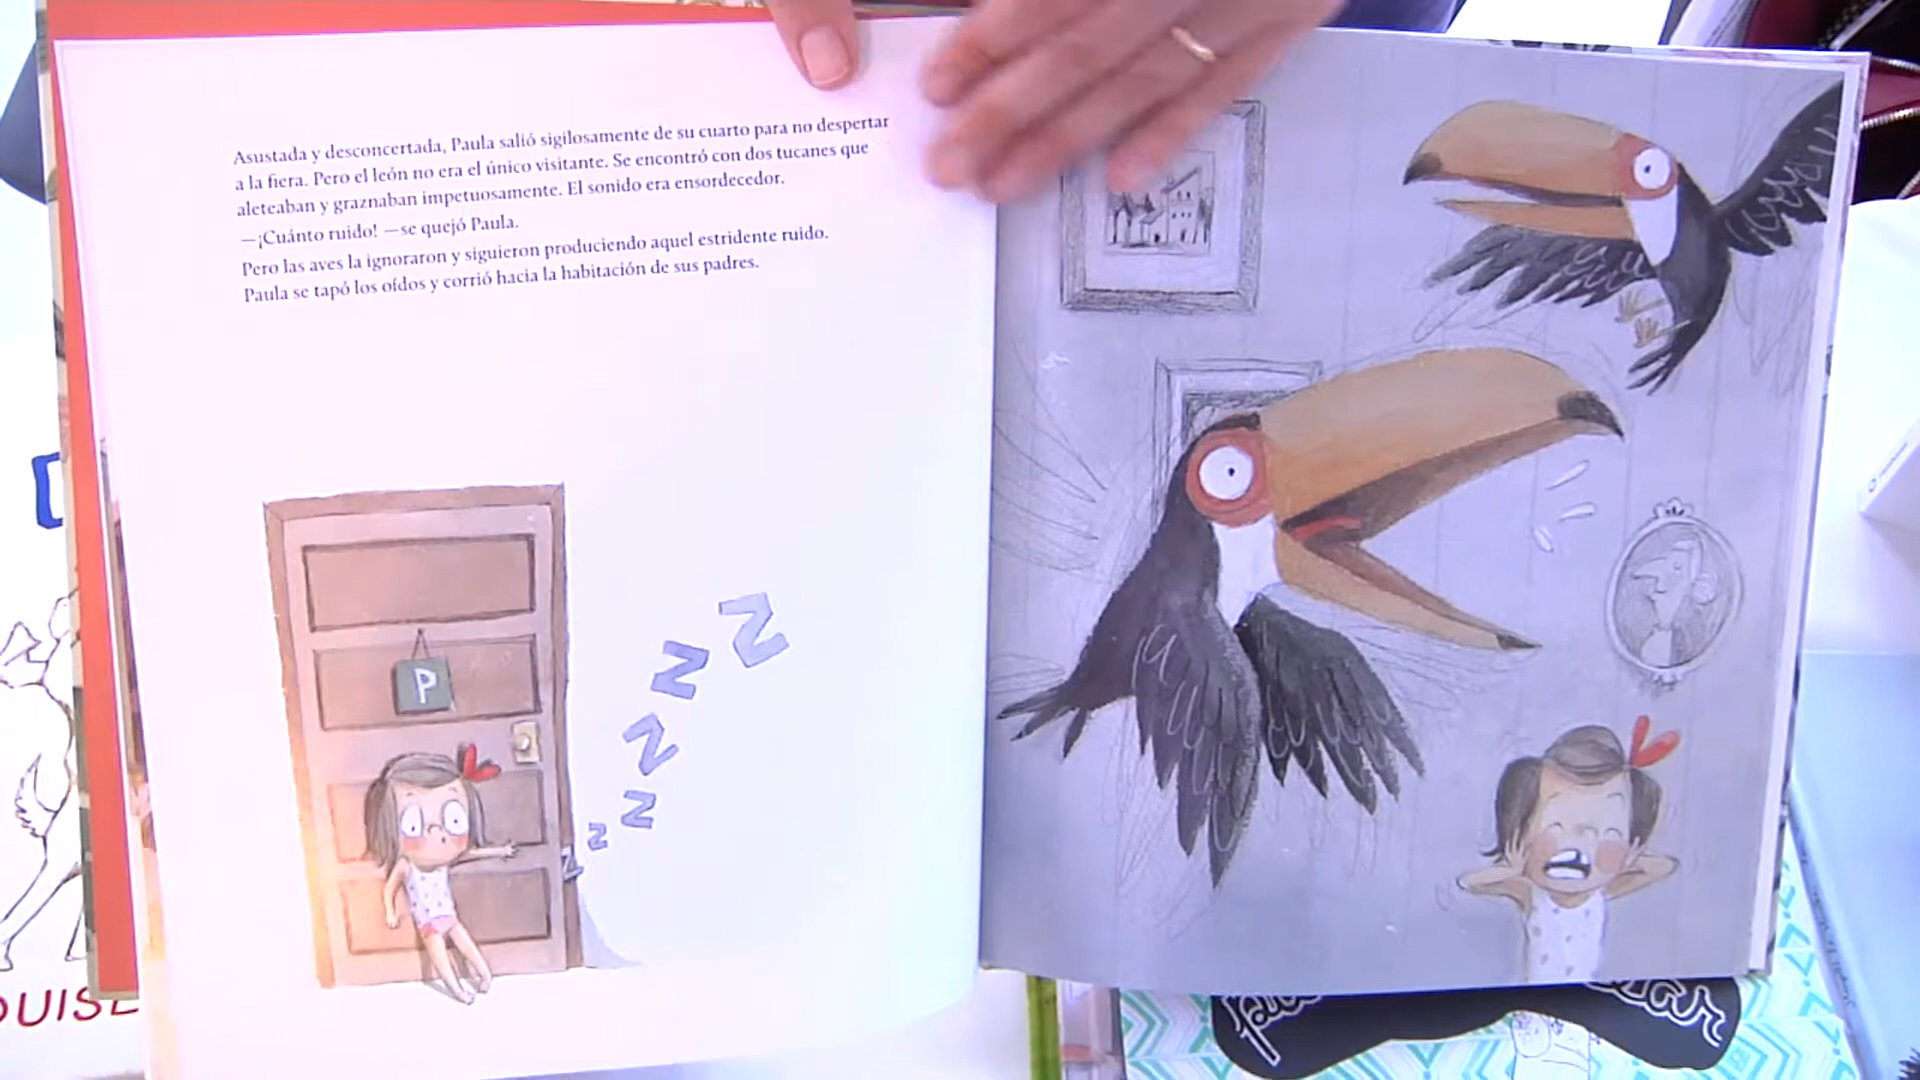 Asustada y desconcertada, Paula salió sigilosamente de su cuarto para no despertar
a la fiera. Pero el león no era el único visitante. Se encontró con dos tucanes que
aleteaban y graznaban impetuosamente. El sonido era ensordecedor.
—¡Cuánto ruido! —se quejó Paula.
Pero las aves la ignoraron y siguieron produciendo aquel estridente ruido.
Paula se tapó los oídos y corrió hacia la habitación de sus padres.
Z
Z
Z
Z
Z
Z
P